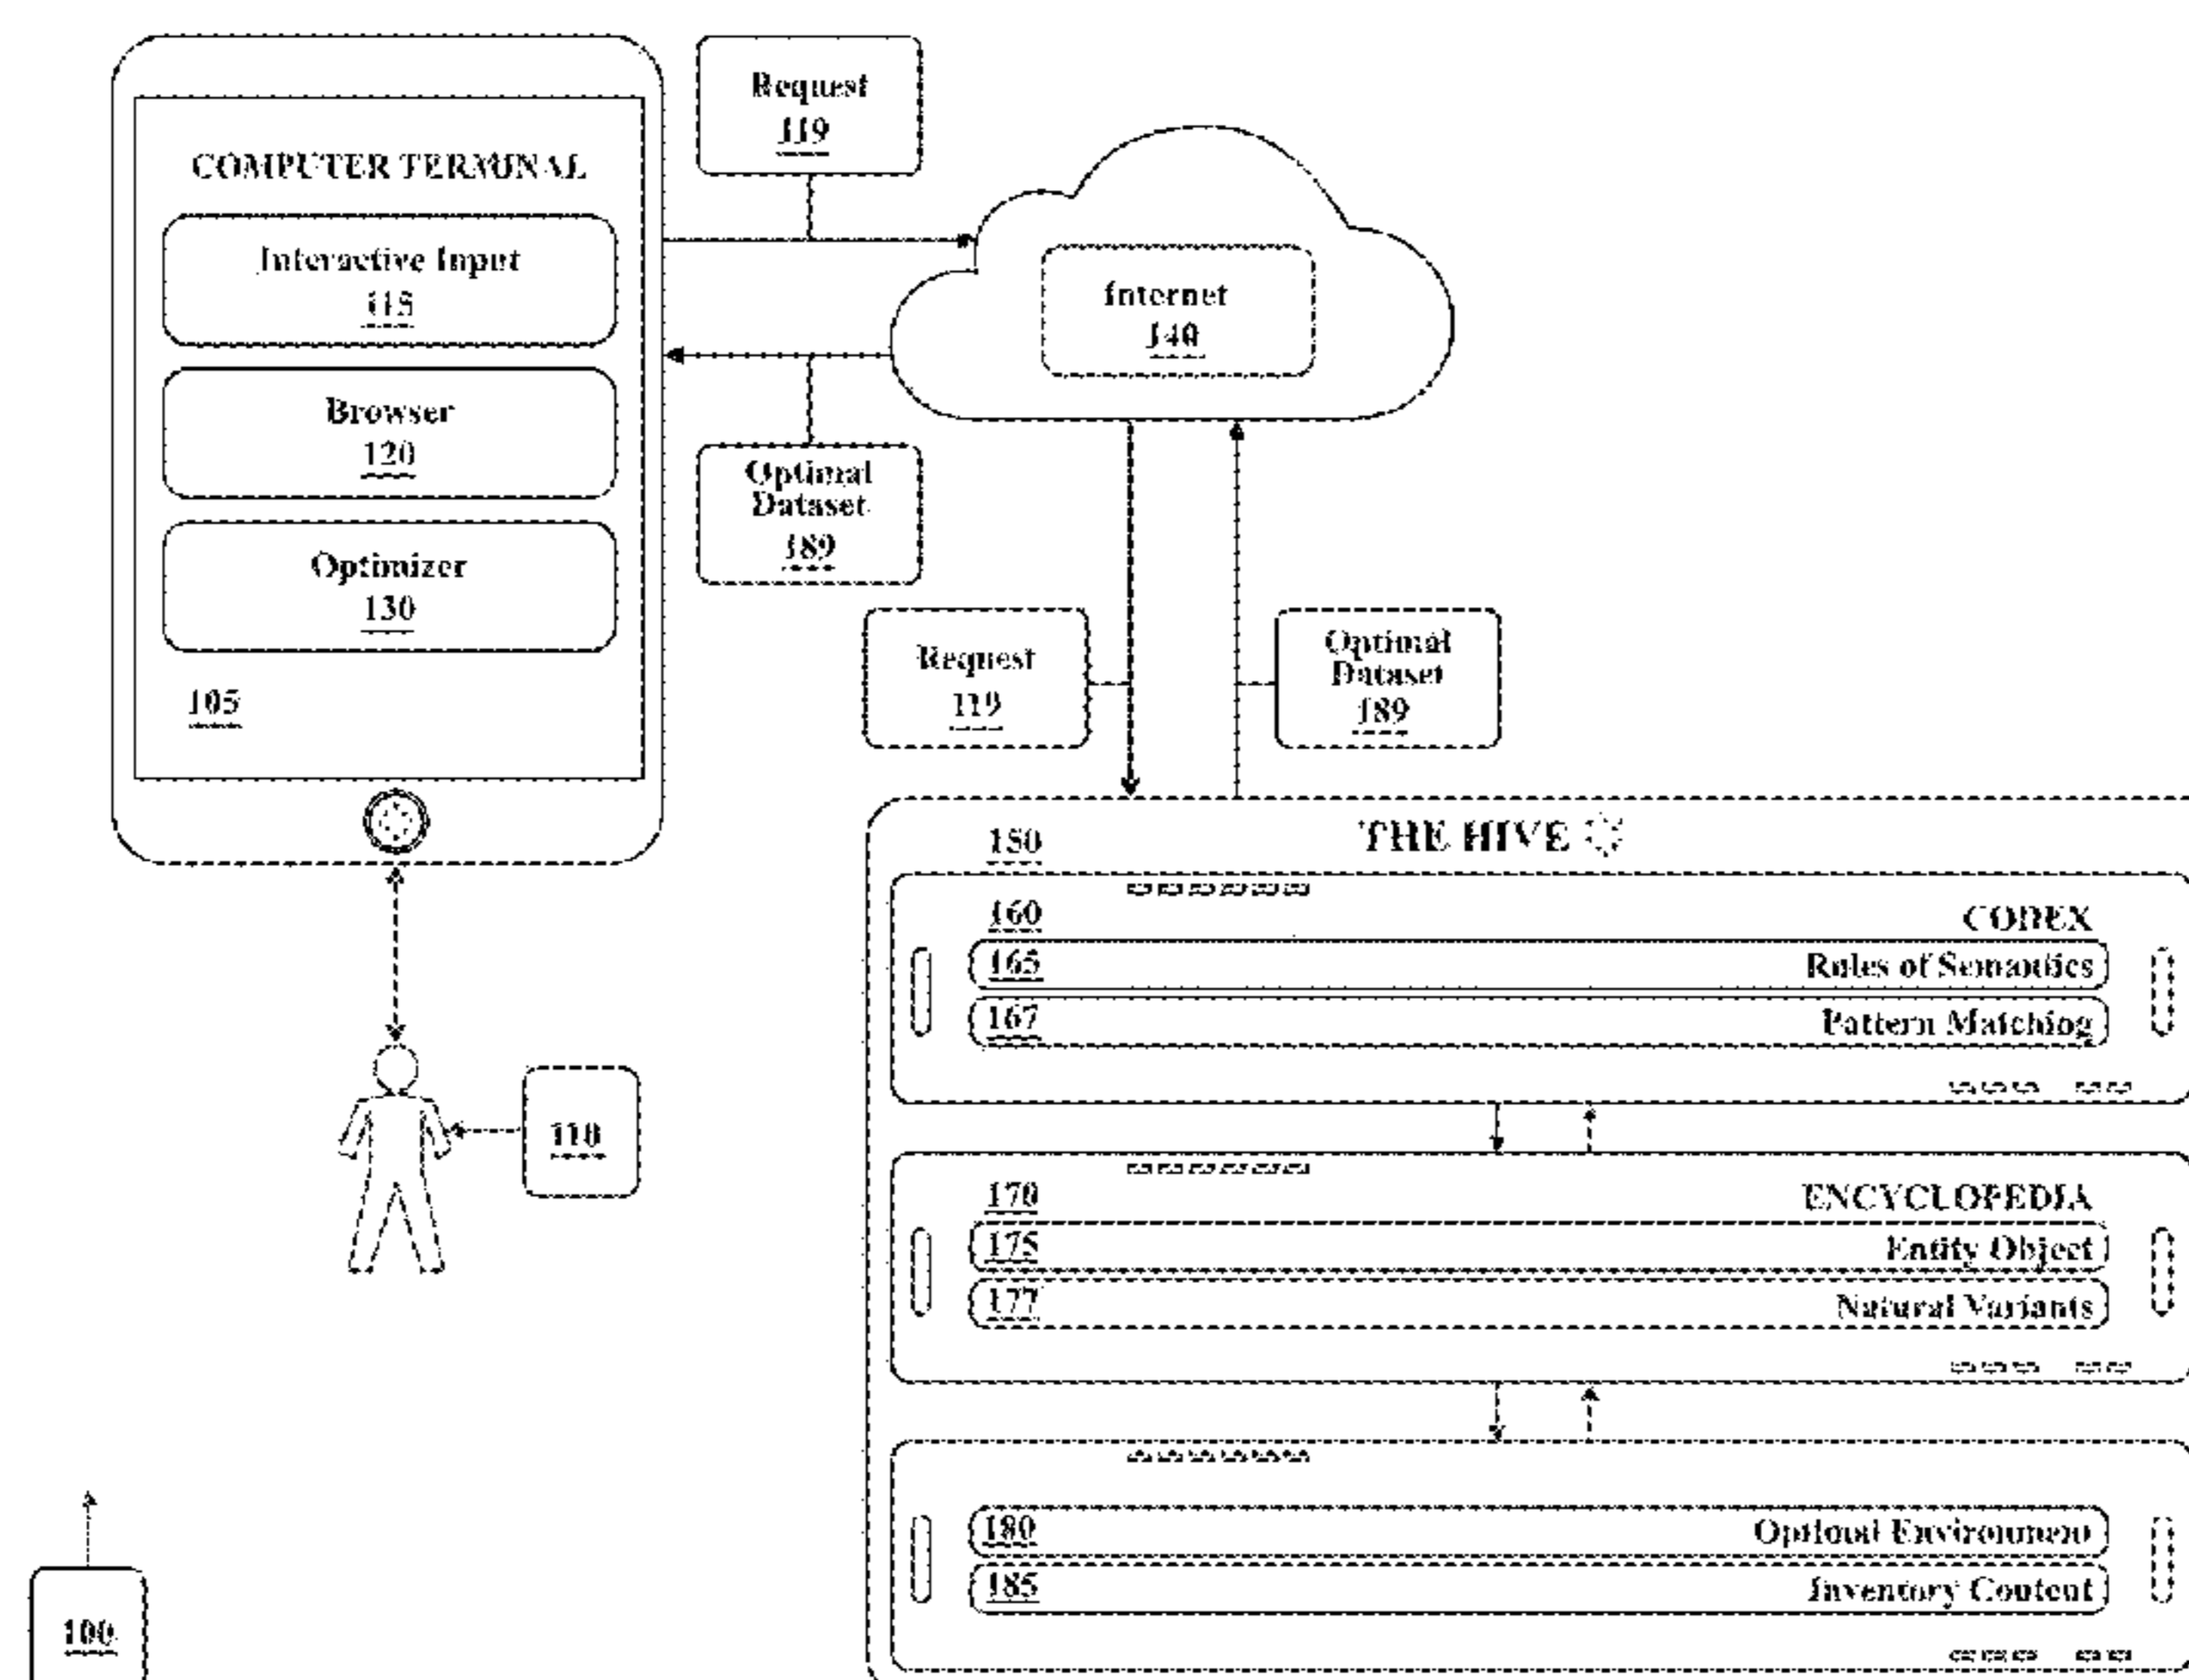 COMPUTER TERMINAL
Interactive Input
115
Browser
120
Optimizer
130
105
Request
119
Internet
140
Optimal
Dataset
189
Request
119
Optimal
Dataset
189
110
100
150 THE HIVE
160 CODEX
165 Rules of Semantics
167 Pattern Matching
170 ENCYCLOPEDIA
175 Entity Object
177 Natural Variants
180 Optimal Environment
185 Inventory Content